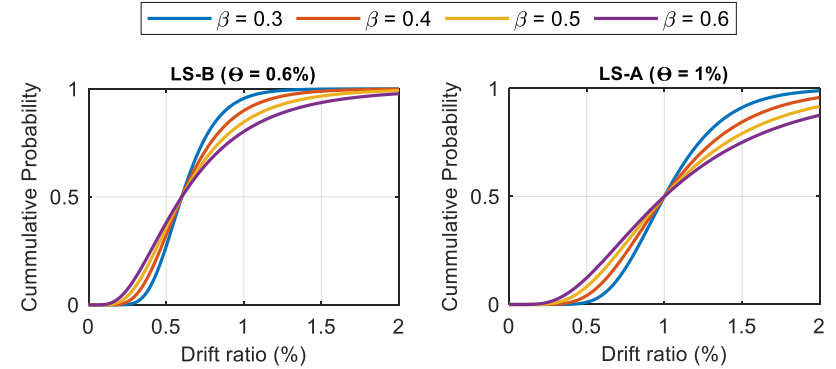 β = 0.3 β = 0.4 β = 0.5 β = 0.6
LS-B (Θ = 0.6%)
Cummulative Probability
1
0.5
0
0 0.5 1 1.5 2
Drift ratio (%)
LS-A (Θ = 1%)
Cummulative Probability
1
0.5
0
0 0.5 1 1.5 2
Drift ratio (%)